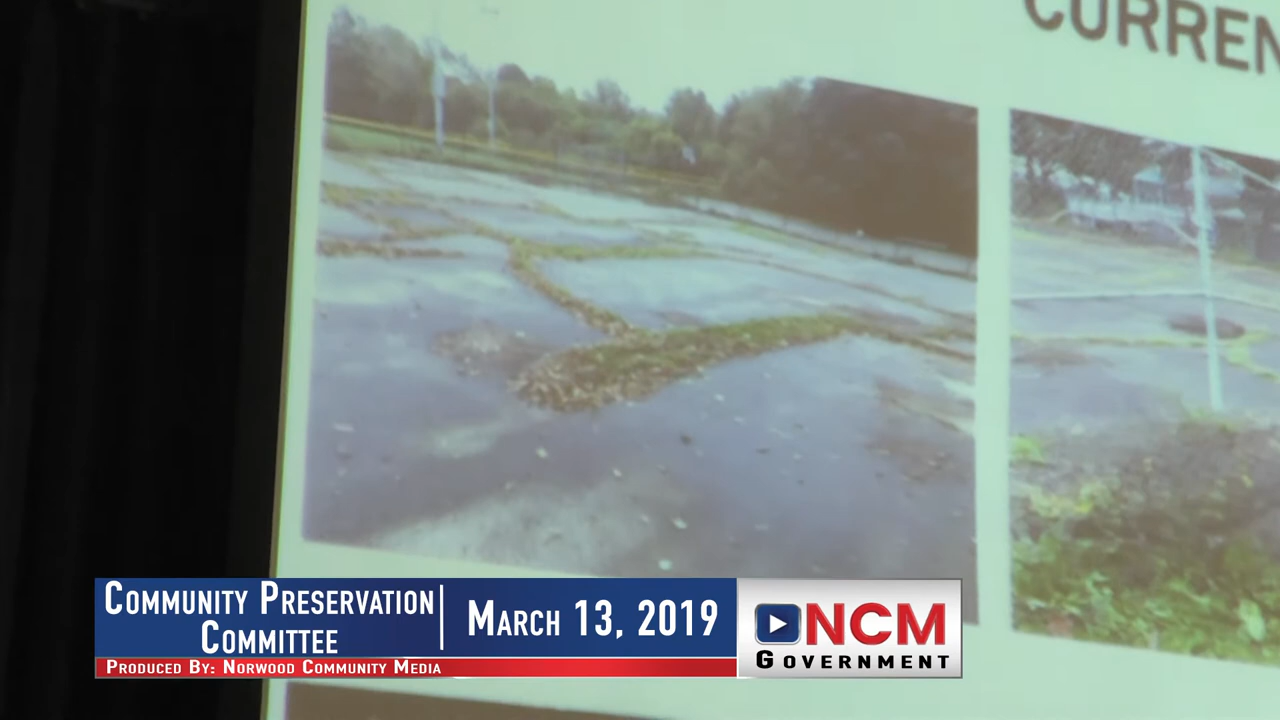 CURREN
COMMUNITY PRESERVATION
COMMITTEE
MARCH 13, 2019
PRODUCED BY: NORWOOD COMMUNITY MEDIA
NCM
GOVERNMENT